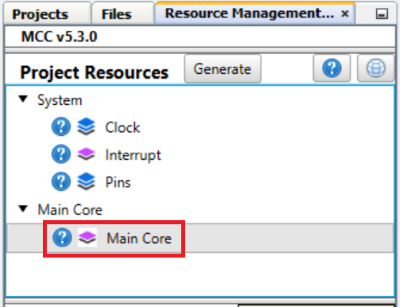 Projects Files Resource Management... ×
MCC v5.3.0
Project Resources Generate
System
Clock
Interrupt
Pins
Main Core
Main Core